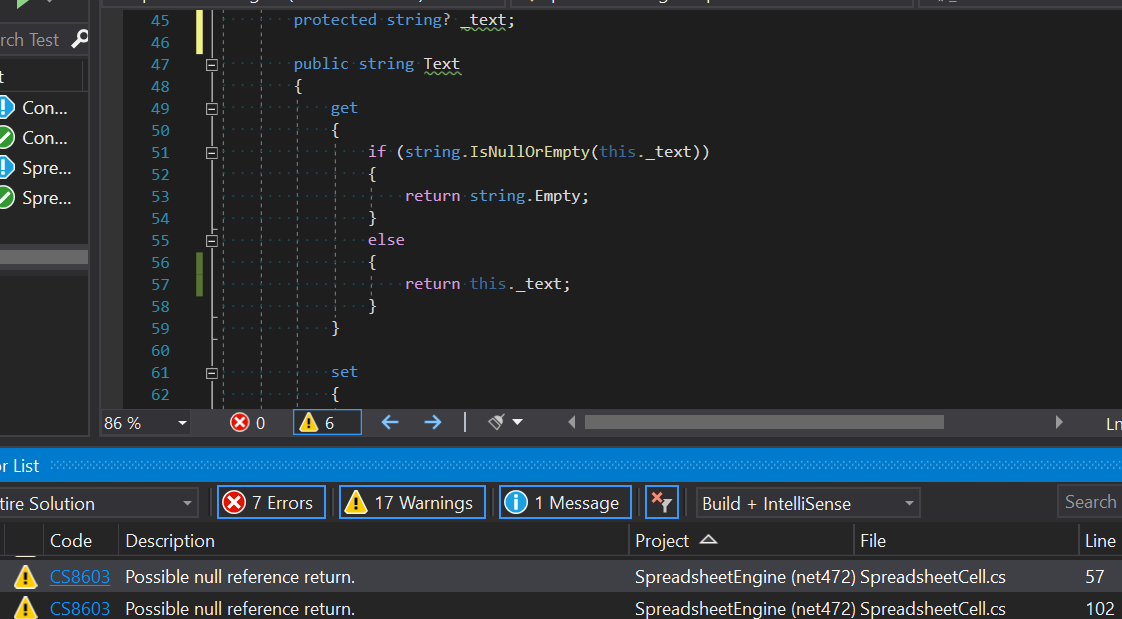 rch Test
t
Con...
Con...
Spre...
Spre...
45 protected string? _text;
46
47 public string Text
48 {
49 get
50 {
51 if (string.IsNullOrEmpty(this._text))
52 {
53 return string.Empty;
54 }
55 else
56 {
57 return this._text;
58 }
59 }
60
61 set
62 {
86 % 0 6 Ln
r List
tire Solution 7 Errors 17 Warnings 1 Message Build + IntelliSense Search
Code Description Project File Line
CS8603 Possible null reference return. SpreadsheetEngine (net472) SpreadsheetCell.cs 57
CS8603 Possible null reference return. SpreadsheetEngine (net472) SpreadsheetCell.cs 102